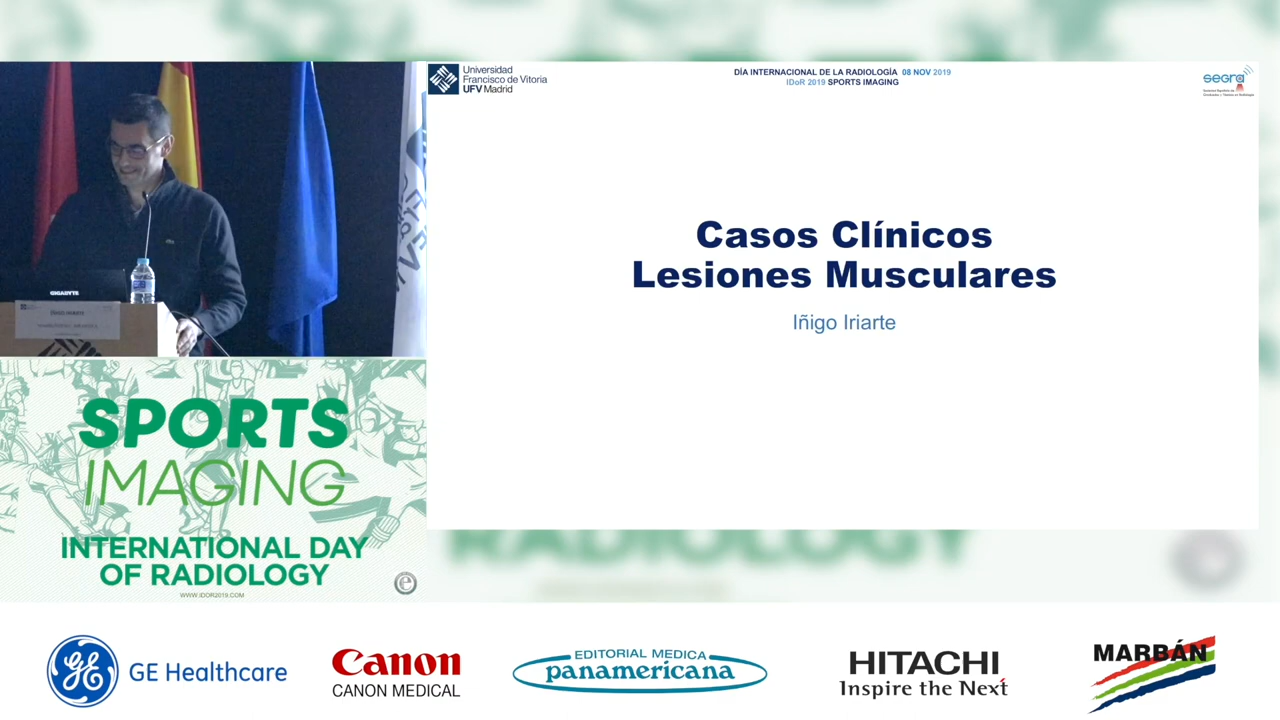 Universidad
Francisco de Vitoria
UFV Madrid
DÍA INTERNACIONAL DE LA RADIOLOGÍA 08 NOV 2019
IDoR 2019 SPORTS IMAGING
segra
Casos Clínicos
Lesiones Musculares
Iñigo Iriarte
GIGABYTE
SPORTS
IMAGING
INTERNATIONAL DAY
OF RADIOLOGY
WWW.IDOR2019.COM
RADIOLOGY
GE Healthcare
Canon
CANON MEDICAL
EDITORIAL MEDICA
panamericana
HITACHI
Inspire the Next
MARBÁN